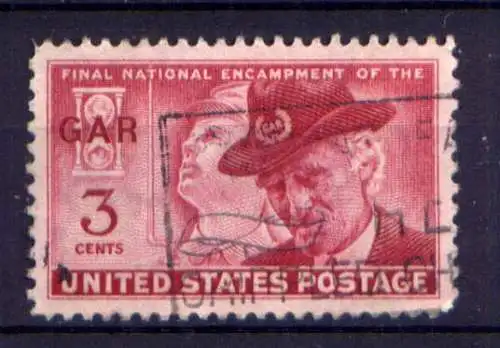 FINAL NATIONAL ENCAMPMENT OF THE
GAR
3
CENTS
UNITED STATES POSTAGE